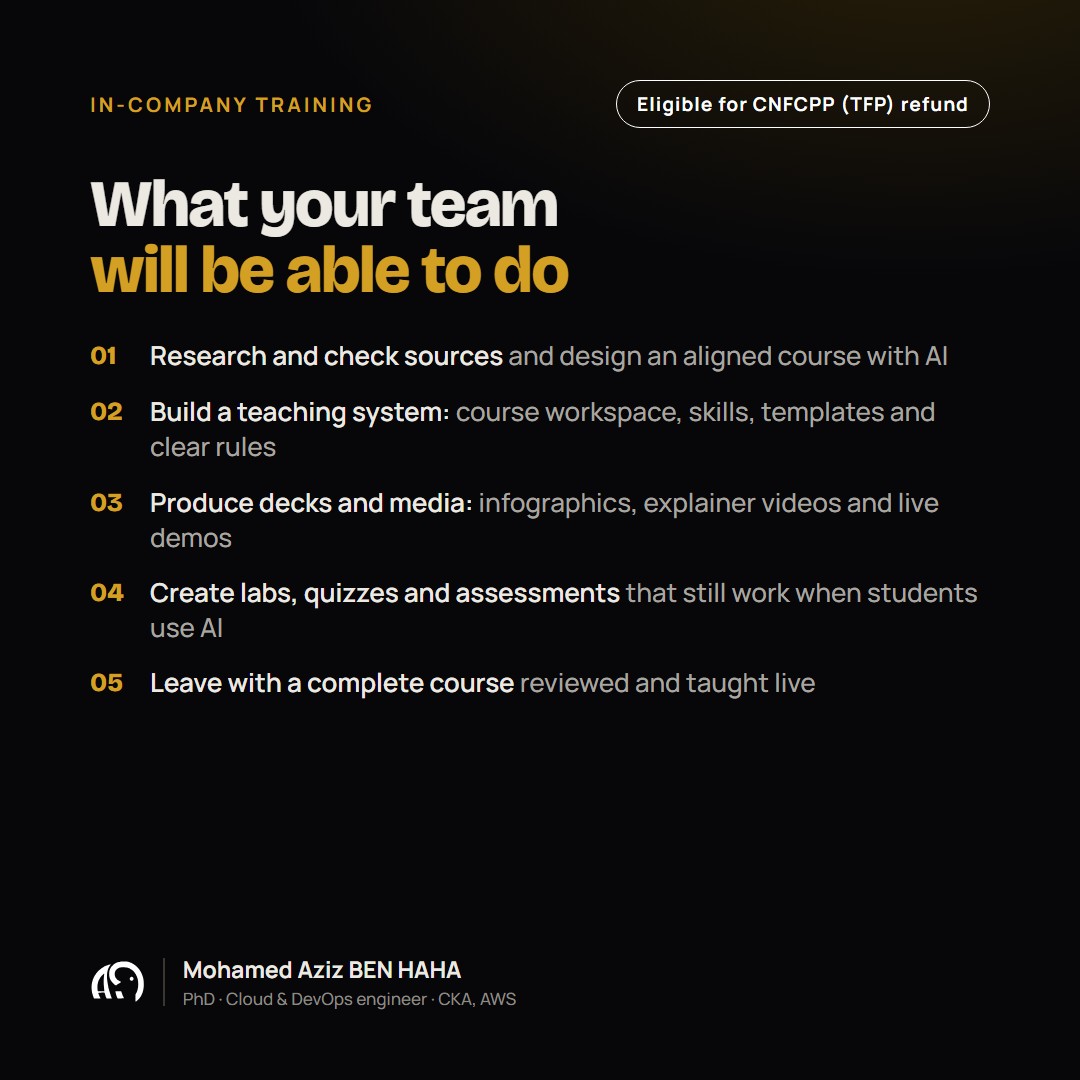 IN-COMPANY TRAINING
Eligible for CNFCPP (TFP) refund
What your team
will be able to do
01 Research and check sources and design an aligned course with AI
02 Build a teaching system: course workspace, skills, templates and
clear rules
03 Produce decks and media: infographics, explainer videos and live
demos
04 Create labs, quizzes and assessments that still work when students
use AI
05 Leave with a complete course reviewed and taught live
Mohamed Aziz BEN HAHA
PhD · Cloud & DevOps engineer · CKA, AWS